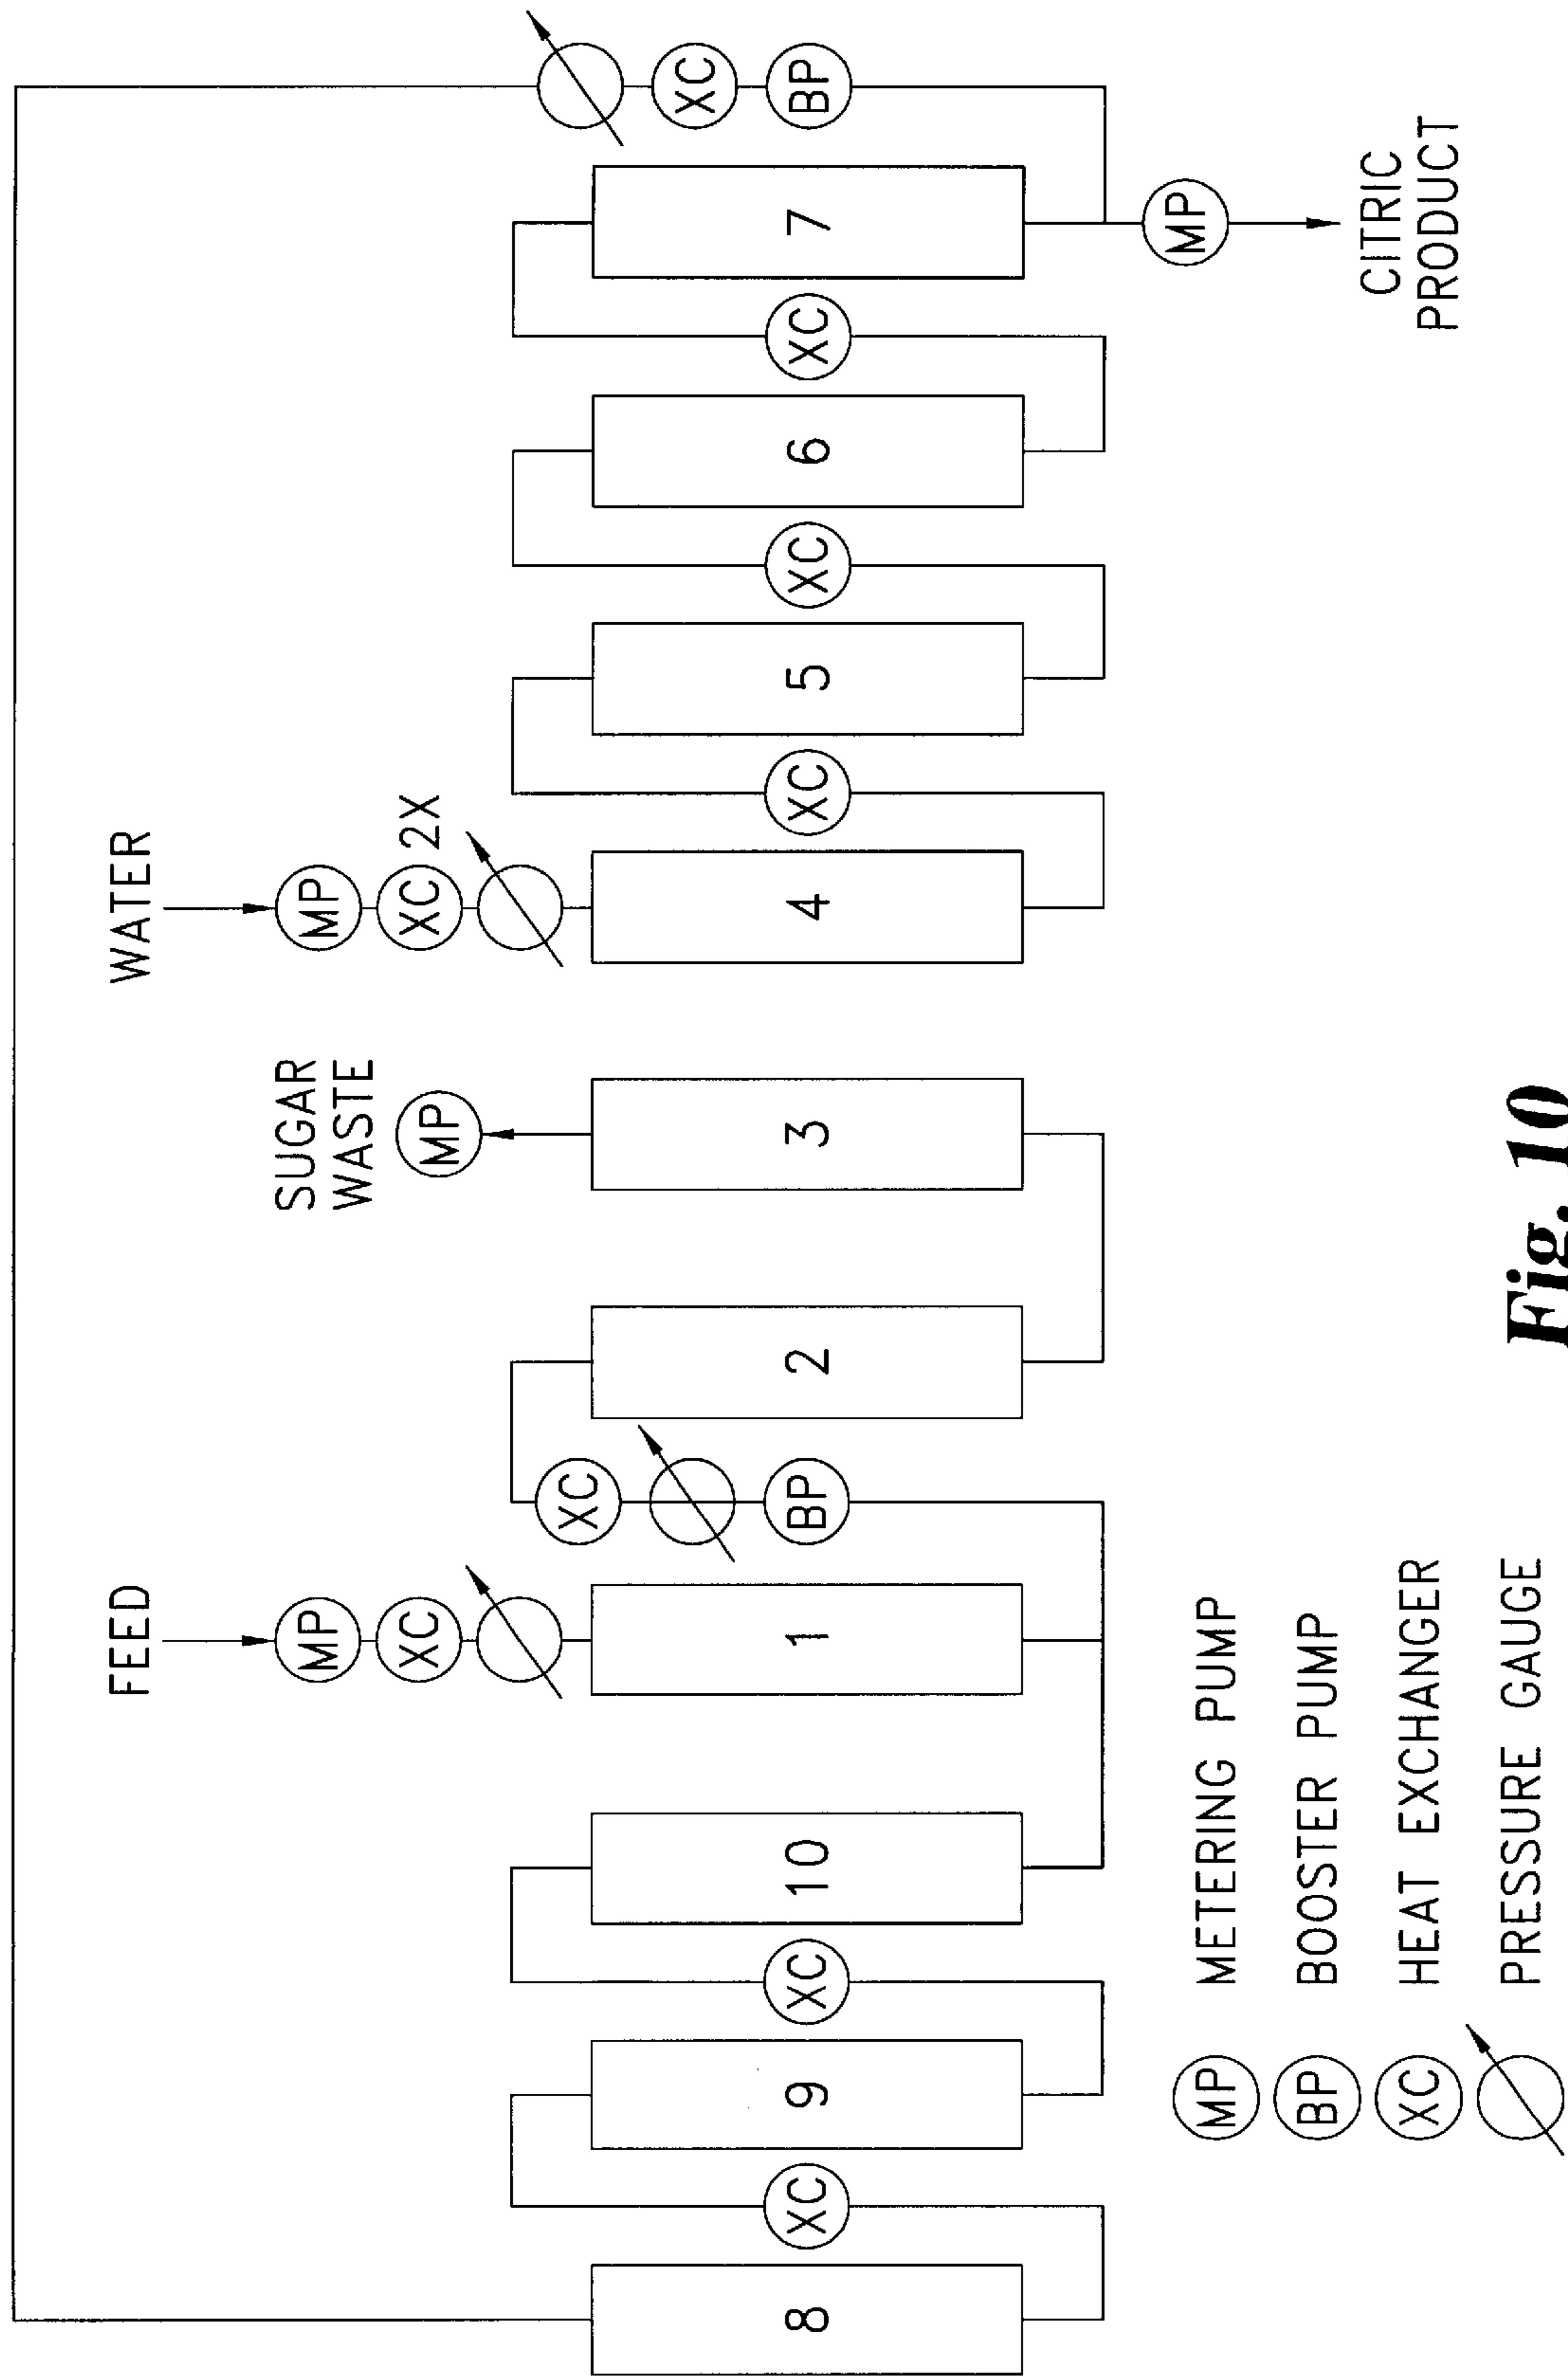 FEED
SUGAR
WASTE
WATER
MP
XC
MP
MP
XC 2X
XC
BP
XC
BP
8
XC
9
XC
10
1
2
3
4
XC
5
XC
6
XC
7
MP
CITRIC
PRODUCT
MP METERING PUMP
BP BOOSTER PUMP
XC HEAT EXCHANGER
PRESSURE GAUGE
Fig. 10